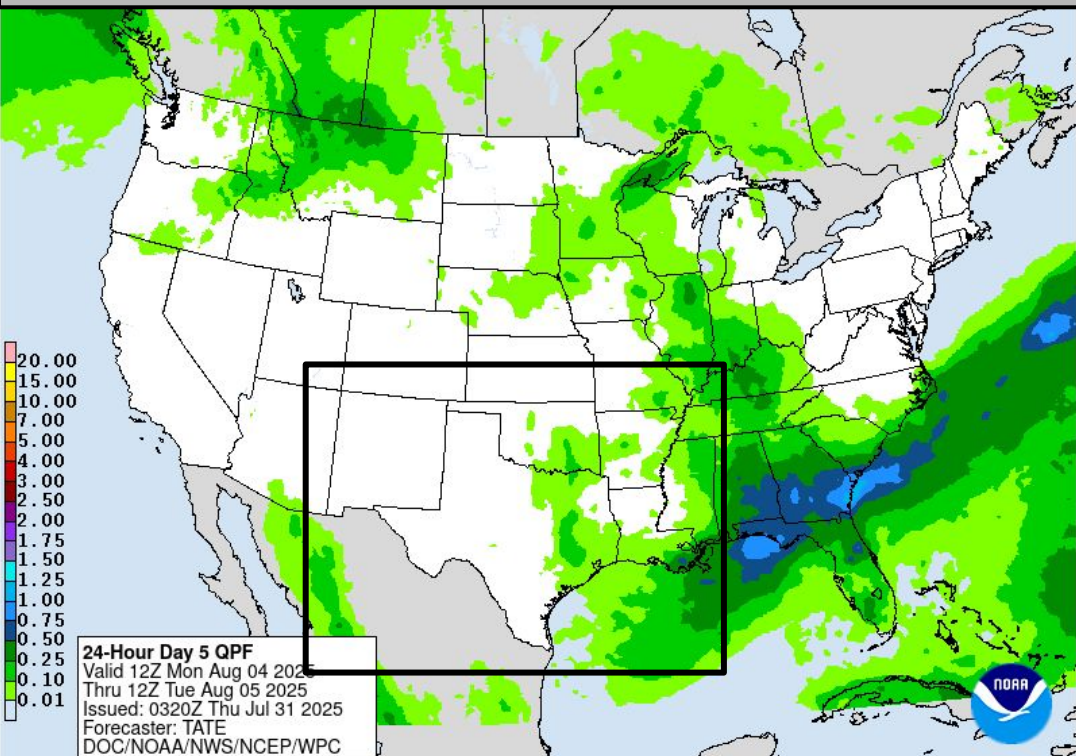 20.00
15.00
10.00
7.00
5.00
4.00
3.00
2.50
2.00
1.75
1.50
1.25
1.00
0.75
0.50
0.25
0.10
0.01
24-Hour Day 5 QPF
Valid 12Z Mon Aug 04 2025
Thru 12Z Tue Aug 05 2025
Issued: 0320Z Thu Jul 31 2025
Forecaster: TATE
DOC/NOAA/NWS/NCEP/WPC
NOAA